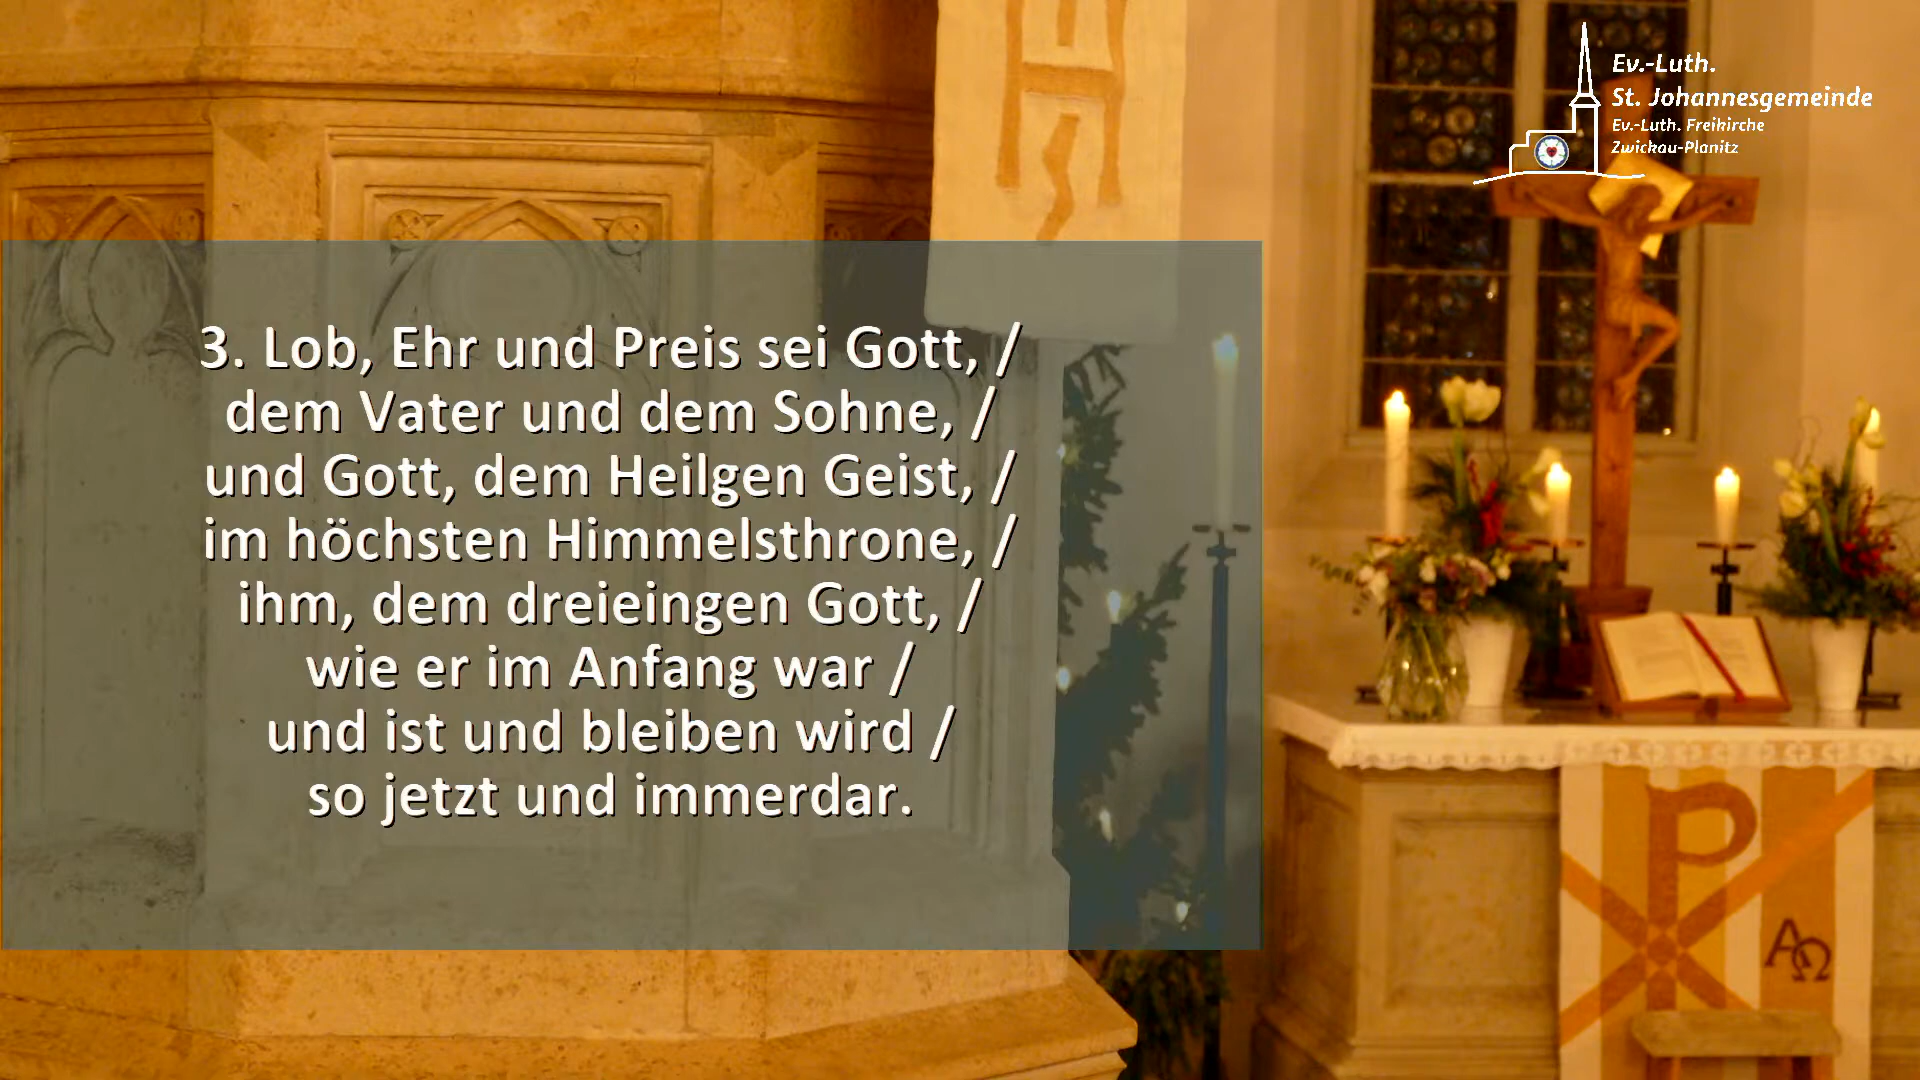 Ev.-Luth.
St. Johannesgemeinde
Ev.-Luth. Freikirche
Zwickau-Planitz
3. Lob, Ehr und Preis sei Gott, /
dem Vater und dem Sohne, /
und Gott, dem Heilgen Geist, /
im höchsten Himmelsthrone, /
ihm, dem dreieingen Gott, /
wie er im Anfang war /
und ist und bleiben wird /
so jetzt und immerdar.
ΑΩ